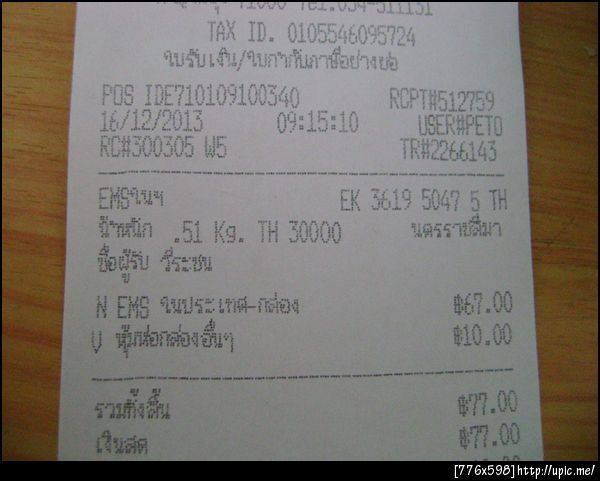 71000 Tel.034-511131
TAX ID. 0105546095724
ใบรับเงิน/ใบกำกับภาษีอย่างย่อ
POS IDE710109100340 RCPT#512759
16/12/2013 09:15:10 USER#PETO
RC#300305 W5 TR#2266143
EMSในฯ EK 3619 5047 5 TH
น้ำหนัก .51 Kg. TH 30000 นครราชสีมา
ชื่อผู้รับ วีระชน
N EMS ในประเทศ-กล่อง ฿67.00
V หุ้มห่อกล่องอื่นๆ ฿10.00
รวมทั้งสิ้น ฿77.00
เงินสด ฿77.00
[776x598]http://upic.me/